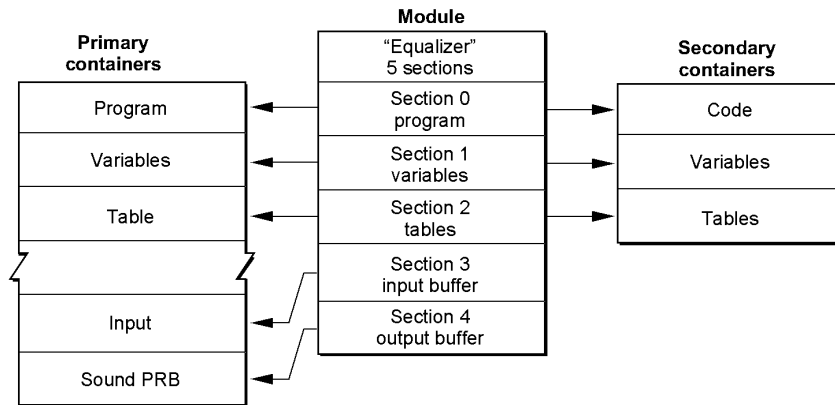 Module
Primary
containers
Secondary
containers
“Equalizer”
5 sections
Program
Section 0
program
Code
Variables
Section 1
variables
Variables
Table
Section 2
tables
Tables
Section 3
input buffer
Input
Section 4
output buffer
Sound PRB